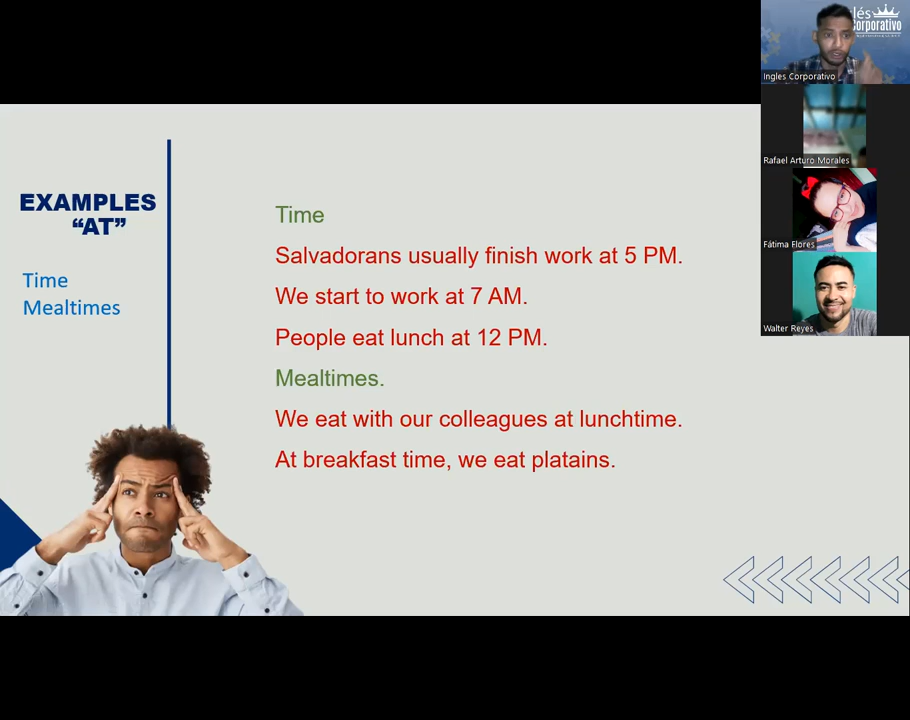 EXAMPLES
“AT”
Time
Mealtimes
Time
Salvadorans usually finish work at 5 PM.
We start to work at 7 AM.
People eat lunch at 12 PM.
Mealtimes.
We eat with our colleagues at lunchtime.
At breakfast time, we eat platains.
lés
Corporativo
Ingles Corporativo
Rafael Arturo Morales
Fátima Flores
Walter Reyes